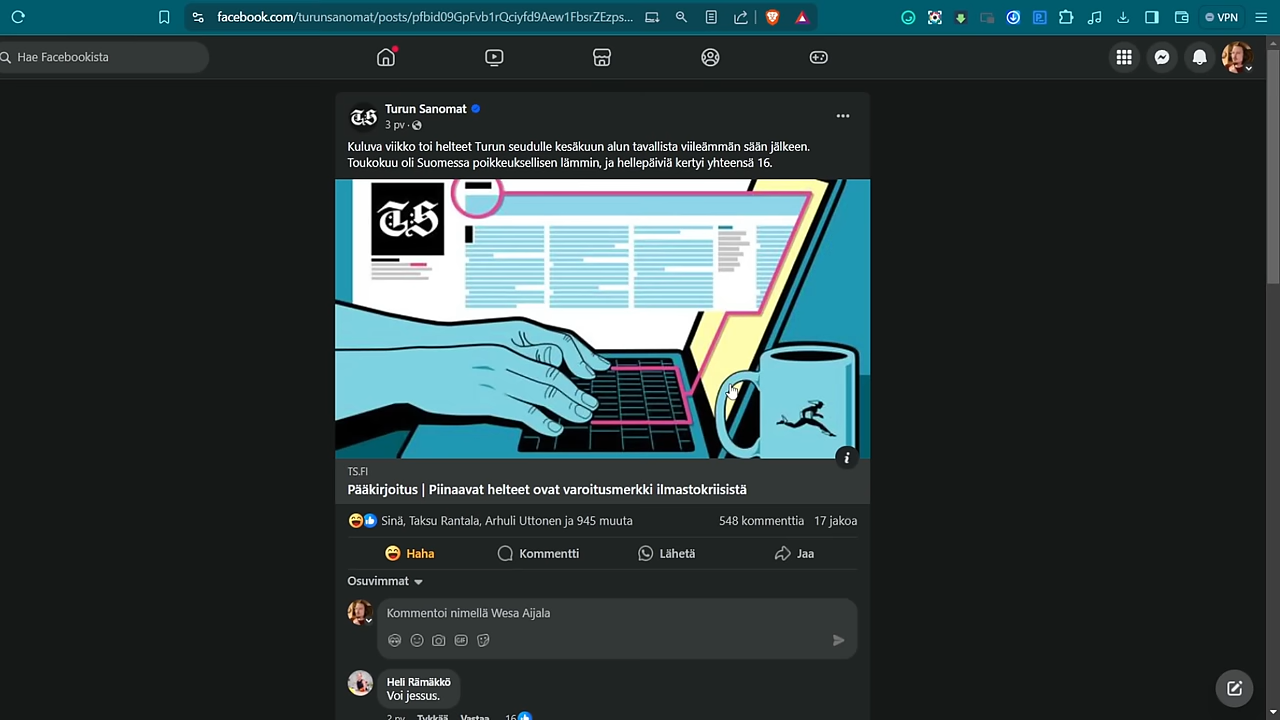 facebook.com/turunsanomat/posts/pfbid09GpFvb1rQciyfd9Aew1FbsrZEzps...
VPN
Hae Facebookista
Turun Sanomat
3 pv ·
Kuluva viikko toi helteet Turun seudulle kesäkuun alun tavallista viileämmän sään jälkeen.
Toukokuu oli Suomessa poikkeuksellisen lämmin, ja hellepäiviä kertyi yhteensä 16.
TS
TS.FI
Pääkirjoitus | Piinaavat helteet ovat varoitusmerkki ilmastokriisistä
Sinä, Taksu Rantala, Arhuli Uttonen ja 945 muuta
548 kommenttia 17 jakoa
Haha Kommentti Lähetä Jaa
Osuvimmat
Kommentoi nimellä Wesa Aijala
GIF
Heli Rämäkkö
Voi jessus.
2 pv Tykkää Vastaa 16